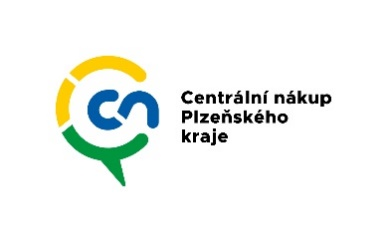 cn
Centrální nákup
Plzeňského
kraje